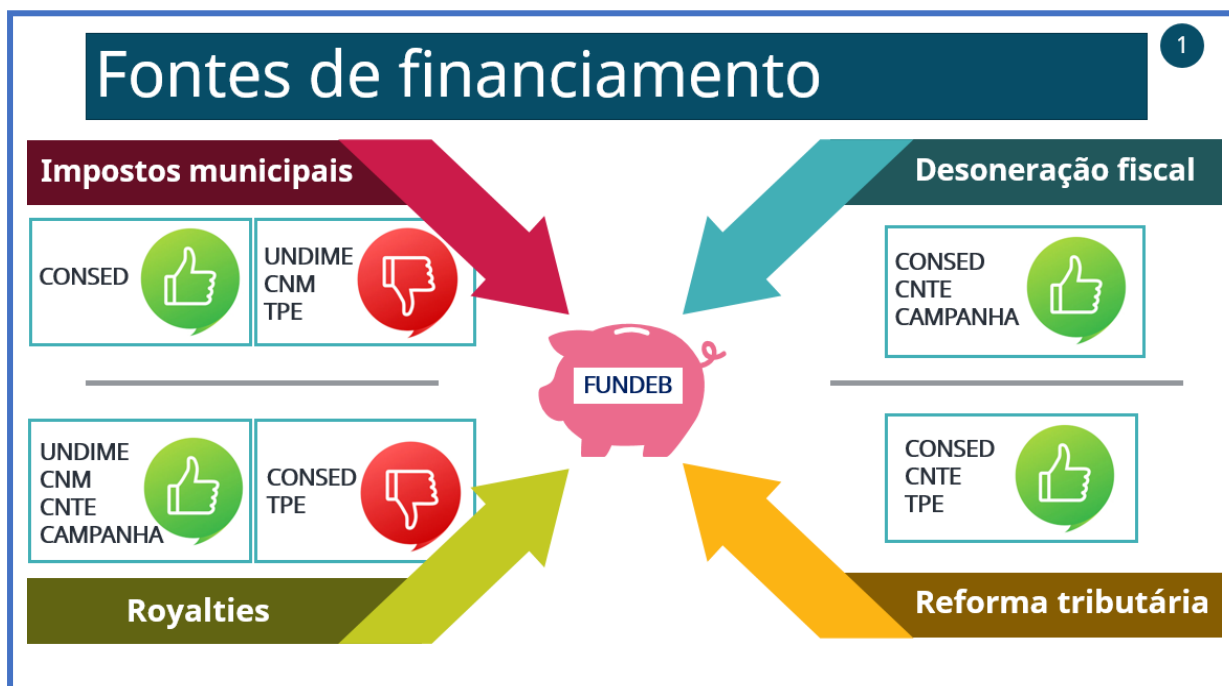 Fontes de financiamento
1
Impostos municipais
CONSED
UNDIME
CNM
TPE
Desoneração fiscal
CONSED
CNTE
CAMPANHA
FUNDEB
UNDIME
CNM
CNTE
CAMPANHA
CONSED
TPE
Royalties
CONSED
CNTE
TPE
Reforma tributária